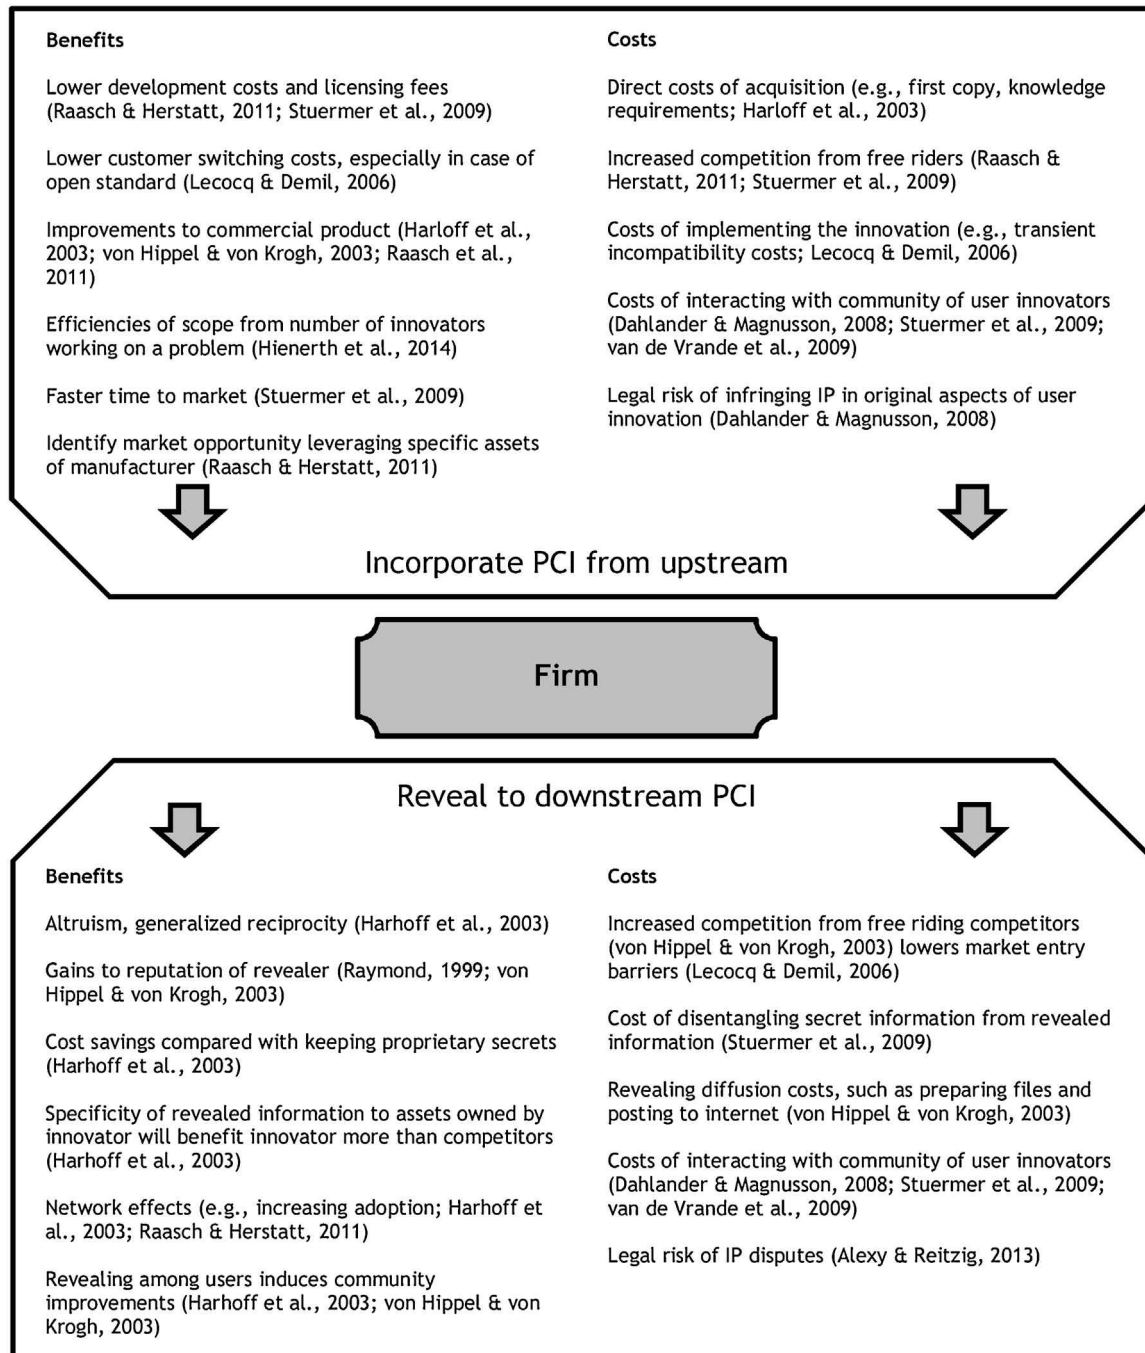 Benefits
Lower development costs and licensing fees
(Raasch & Herstatt, 2011; Stuermer et al., 2009)
Lower customer switching costs, especially in case of
open standard (Lecocq & Demil, 2006)
Improvements to commercial product (Harloff et al.,
2003; von Hippel & von Krogh, 2003; Raasch et al.,
2011)
Efficiencies of scope from number of innovators
working on a problem (Hienerth et al., 2014)
Faster time to market (Stuermer et al., 2009)
Identify market opportunity leveraging specific assets
of manufacturer (Raasch & Herstatt, 2011)
Costs
Direct costs of acquisition (e.g., first copy, knowledge
requirements; Harloff et al., 2003)
Increased competition from free riders (Raasch &
Herstatt, 2011; Stuermer et al., 2009)
Costs of implementing the innovation (e.g., transient
incompatibility costs; Lecocq & Demil, 2006)
Costs of interacting with community of user innovators
(Dahlander & Magnusson, 2008; Stuermer et al., 2009;
van de Vrande et al., 2009)
Legal risk of infringing IP in original aspects of user
innovation (Dahlander & Magnusson, 2008)
Incorporate PCI from upstream
Firm
Reveal to downstream PCI
Benefits
Altruism, generalized reciprocity (Harhoff et al., 2003)
Gains to reputation of revealer (Raymond, 1999; von
Hippel & von Krogh, 2003)
Cost savings compared with keeping proprietary secrets
(Harhoff et al., 2003)
Specificity of revealed information to assets owned by
innovator will benefit innovator more than competitors
(Harhoff et al., 2003)
Network effects (e.g., increasing adoption; Harhoff et
al., 2003; Raasch & Herstatt, 2011)
Revealing among users induces community
improvements (Harhoff et al., 2003; von Hippel & von
Krogh, 2003)
Costs
Increased competition from free riding competitors
(von Hippel & von Krogh, 2003) lowers market entry
barriers (Lecocq & Demil, 2006)
Cost of disentangling secret information from revealed
information (Stuermer et al., 2009)
Revealing diffusion costs, such as preparing files and
posting to internet (von Hippel & von Krogh, 2003)
Costs of interacting with community of user innovators
(Dahlander & Magnusson, 2008; Stuermer et al., 2009;
van de Vrande et al., 2009)
Legal risk of IP disputes (Alexy & Reitzig, 2013)